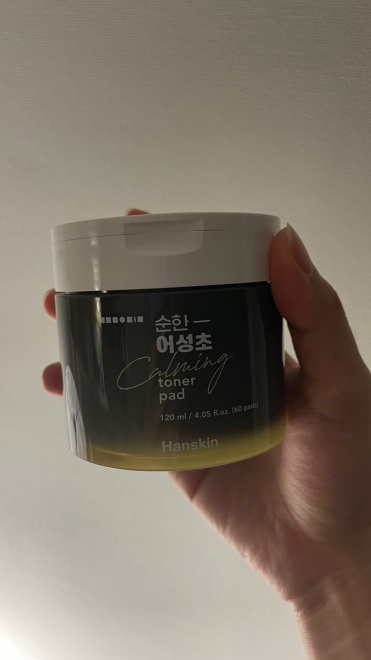 순한
어성초
Calming
toner
pad
120 ml / 4.05 fl.oz. (60 pads)
Hanskin